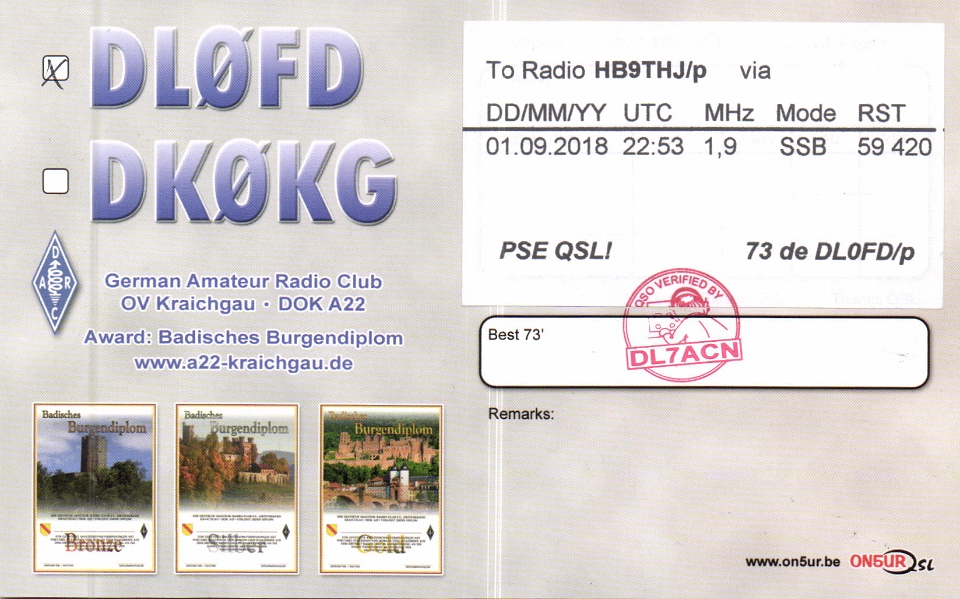 DLØFD
DKØKG
D
A R
C
German Amateur Radio Club
OV Kraichgau • DOK A22
Award: Badisches Burgendiplom
www.a22-kraichgau.de
Badisches
Burgendiplom
Bronze
Badisches
Burgendiplom
Silber
Badisches
Burgendiplom
Gold
To Radio HB9THJ/p via
DD/MM/YY UTC MHz Mode RST
01.09.2018 22:53 1,9 SSB 59 420
PSE QSL! 73 de DL0FD/p
QSO VERIFIED BY
DL7ACN
Best 73'
Remarks:
www.on5ur.be ON5UR QSL